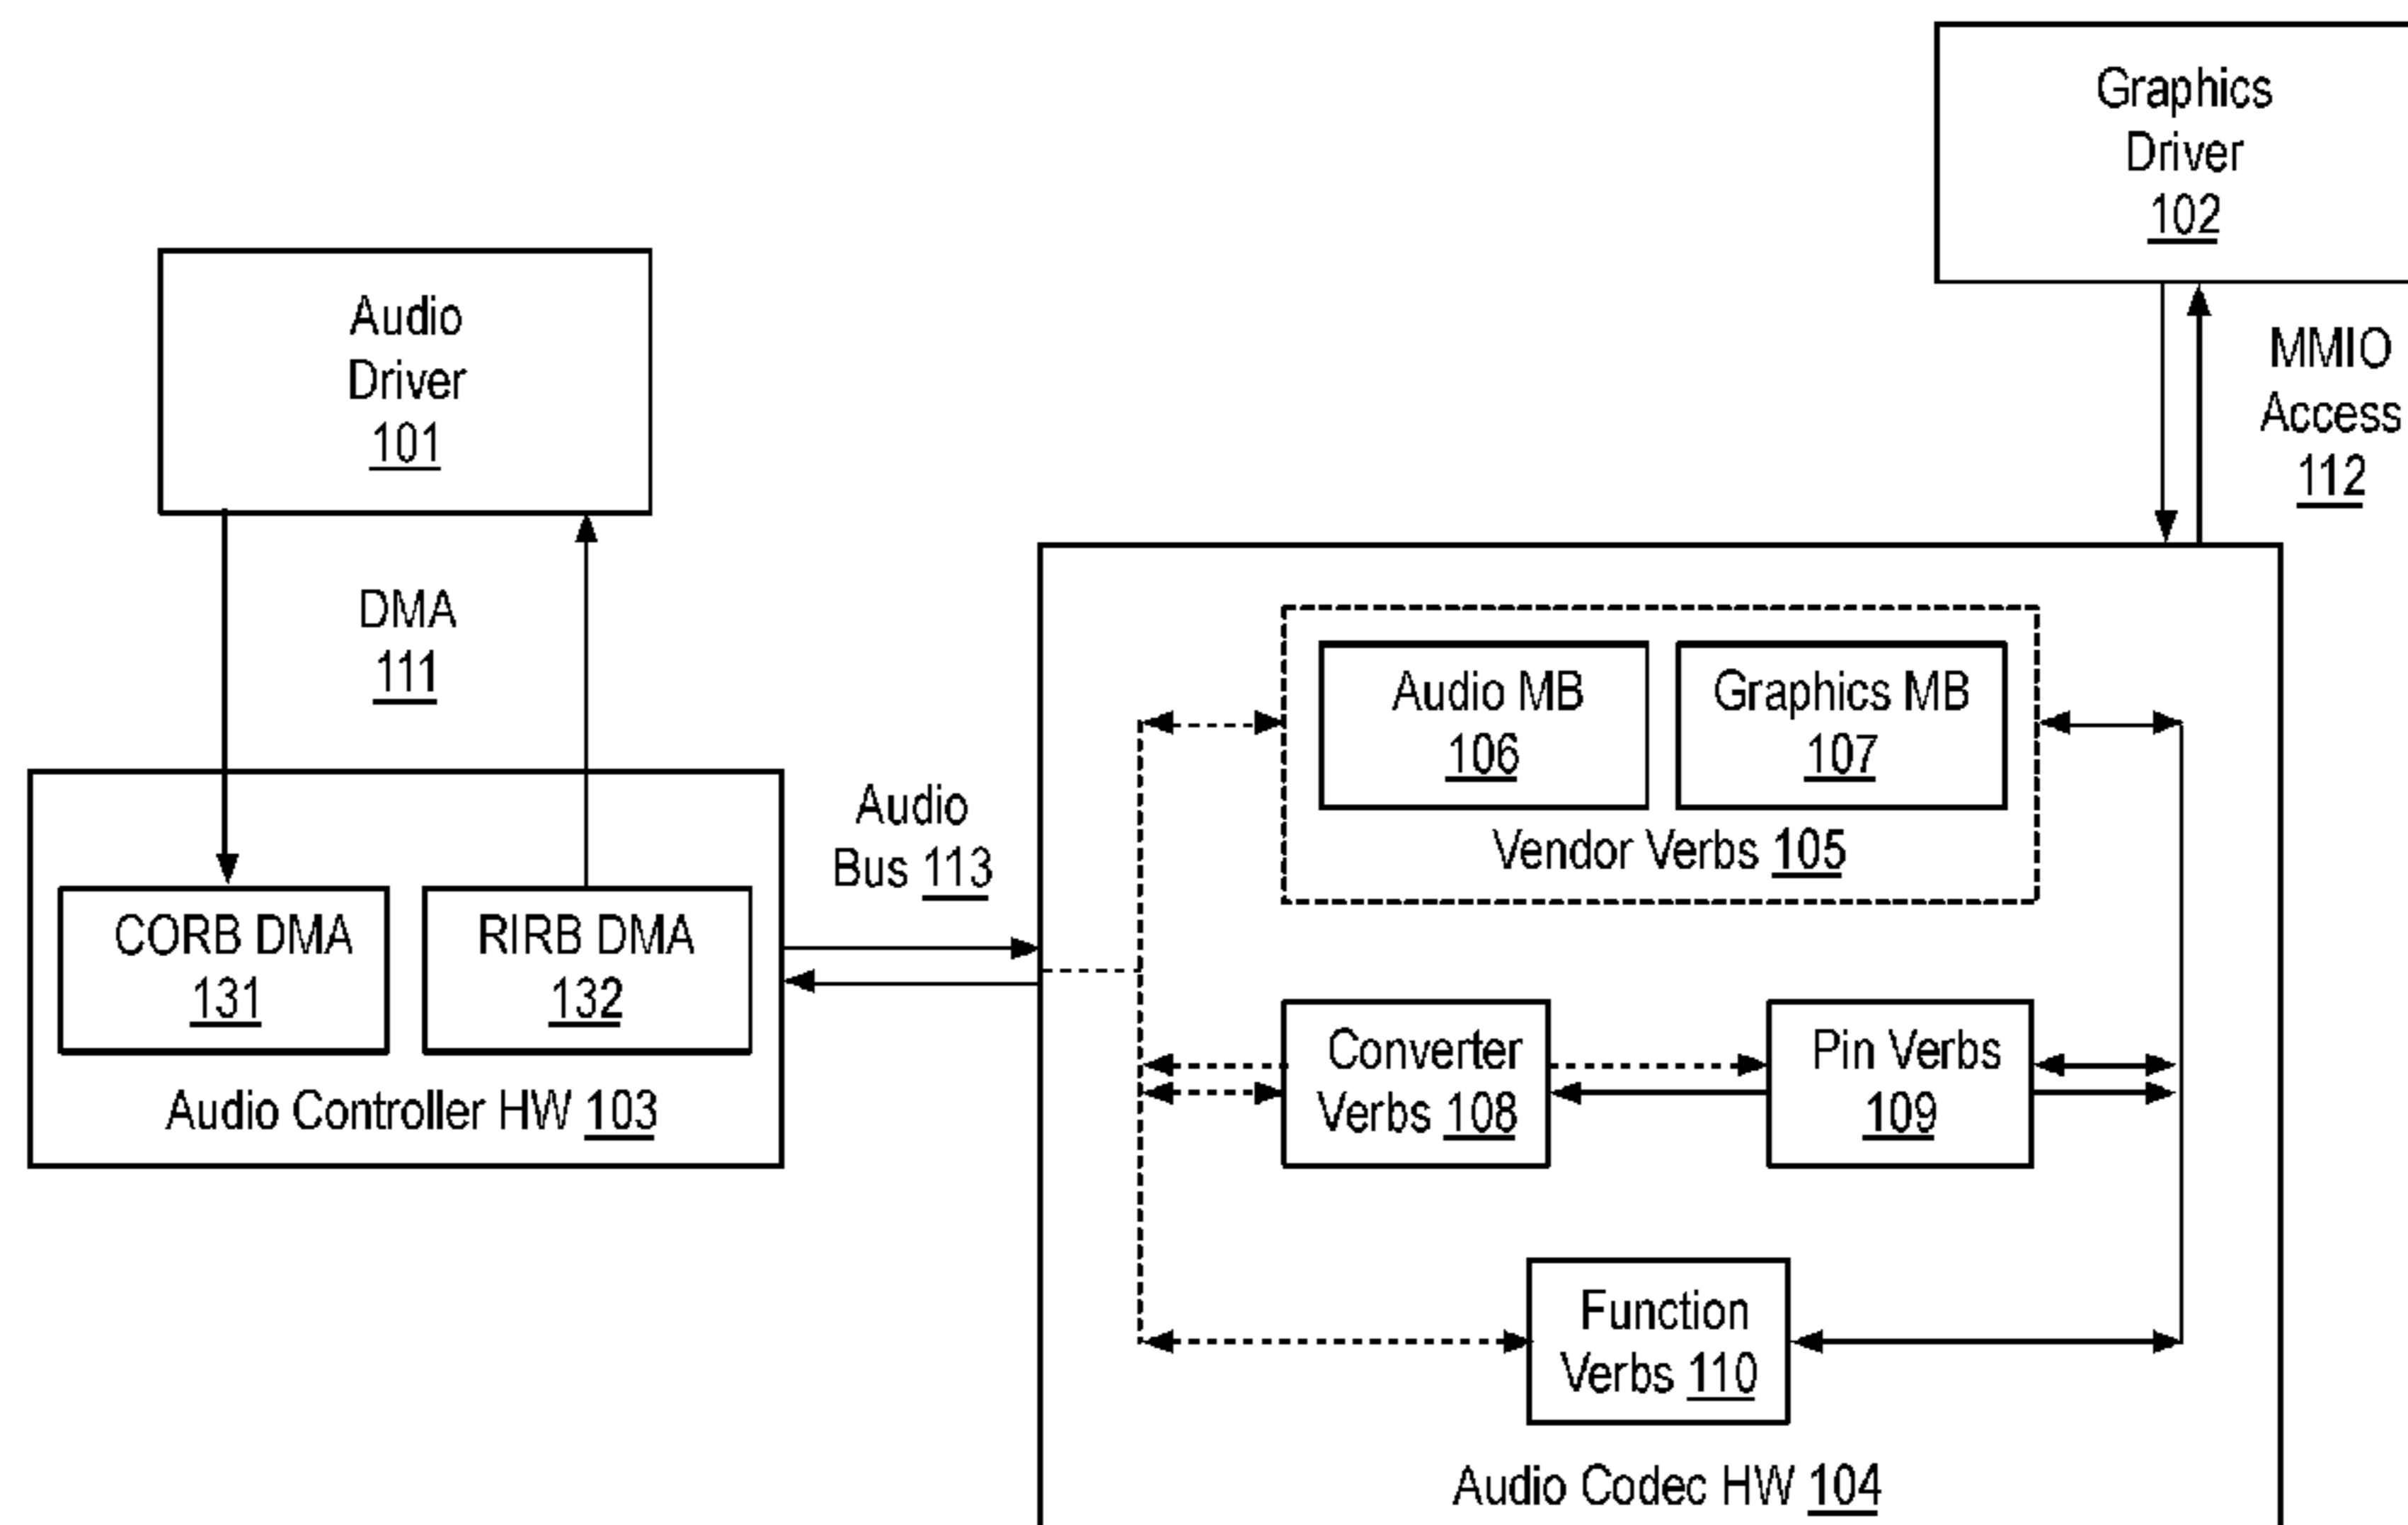 Graphics
Driver
102
Audio
Driver
101
MMIO
Access
112
DMA
111
Audio MB
106
Graphics MB
107
Vendor Verbs 105
Audio
Bus 113
CORB DMA
131
RIRB DMA
132
Audio Controller HW 103
Converter
Verbs 108
Pin Verbs
109
Function
Verbs 110
Audio Codec HW 104